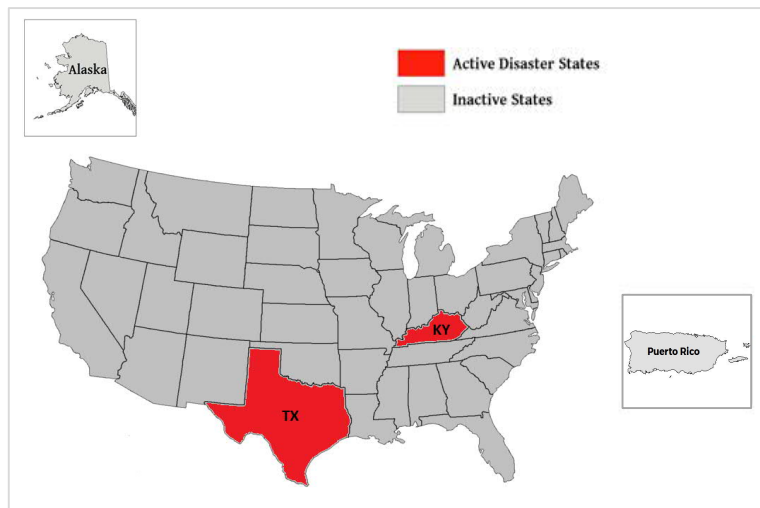 Alaska
Active Disaster States
Inactive States
KY
Puerto Rico
TX